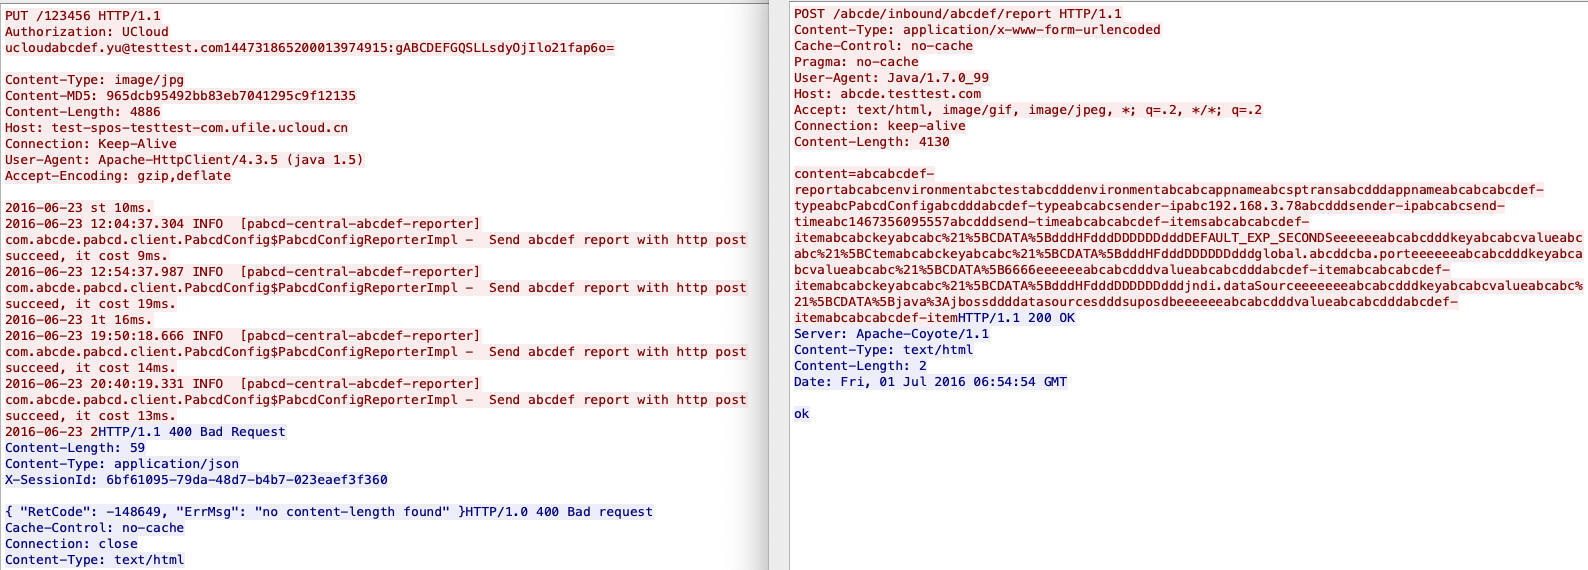 PUT /123456 HTTP/1.1
Authorization: UCloud
ucloudabcdef.yu@testtest.com144731865200013974915:gABCDEFGQSLLsdyOjIlo21fap6o=
Content-Type: image/jpg
Content-MD5: 965dcb95492bb83eb7041295c9f12135
Content-Length: 4886
Host: test-spos-testtest-com.ufile.ucloud.cn
Connection: Keep-Alive
User-Agent: Apache-HttpClient/4.3.5 (java 1.5)
Accept-Encoding: gzip,deflate
2016-06-23 st 10ms.
2016-06-23 12:04:37.304 INFO  [pabcd-central-abcdef-reporter]
com.abcde.pabcd.client.PabcdConfig$PabcdConfigReporterImpl -  Send abcdef report with http post
succeed, it cost 9ms.
2016-06-23 12:54:37.987 INFO  [pabcd-central-abcdef-reporter]
com.abcde.pabcd.client.PabcdConfig$PabcdConfigReporterImpl -  Send abcdef report with http post
succeed, it cost 19ms.
2016-06-23 1t 16ms.
2016-06-23 19:50:18.666 INFO  [pabcd-central-abcdef-reporter]
com.abcde.pabcd.client.PabcdConfig$PabcdConfigReporterImpl -  Send abcdef report with http post
succeed, it cost 14ms.
2016-06-23 20:40:19.331 INFO  [pabcd-central-abcdef-reporter]
com.abcde.pabcd.client.PabcdConfig$PabcdConfigReporterImpl -  Send abcdef report with http post
succeed, it cost 13ms.
2016-06-23 2HTTP/1.1 400 Bad Request
Content-Length: 59
Content-Type: application/json
X-SessionId: 6bf61095-79da-48d7-b4b7-023eaef3f360
{ "RetCode": -148649, "ErrMsg": "no content-length found" }HTTP/1.0 400 Bad request
Cache-Control: no-cache
Connection: close
Content-Type: text/html
POST /abcde/inbound/abcdef/report HTTP/1.1
Content-Type: application/x-www-form-urlencoded
Cache-Control: no-cache
Pragma: no-cache
User-Agent: Java/1.7.0_99
Host: abcde.testtest.com
Accept: text/html, image/gif, image/jpeg, *; q=.2, */*; q=.2
Connection: keep-alive
Content-Length: 4130
content=abcabcdef-
reportabcabcenvironmentabctestabcdddenvironmentabcabcappnameabcsptransabcdddappnameabcabcabcdef-
typeabcPabcdConfigabcdddabcdef-typeabcabcsender-ipabc192.168.3.78abcdddsender-ipabcabcsend-
timeabc1467356095557abcdddsend-timeabcabcabcdef-itemsabcabcabcdef-
itemabcabckeyabcabc%21%5BCDATA%5BdddHFdddDDDDDDddddDEFAULT_EXP_SECONDSeeeeeeabcabcdddkeyabcabcvalueabc
abc%21%5BCtemabcabckeyabcabc%21%5BCDATA%5BdddHFdddDDDDDDdddglobal.abcddcba.porteeeeeeabcabcdddkeyabca
bcvalueabcabc%21%5BCDATA%5B6666eeeeeeeabcabcdddvalueabcabcdddabcdef-itemabcabcabcdef-
itemabcabckeyabcabc%21%5BCDATA%5BdddHFdddDDDDDDdddjndi.dataSourceeeeeeeabcabcdddkeyabcabcvalueabcabc%
21%5BCDATA%5Bjava%3Ajbossddddatasourcesdddsuposdbeeeeeeabcabcdddvalueabcabcdddabcdef-
itemabcabcabcdef-itemHTTP/1.1 200 OK
Server: Apache-Coyote/1.1
Content-Type: text/html
Content-Length: 2
Date: Fri, 01 Jul 2016 06:54:54 GMT
ok